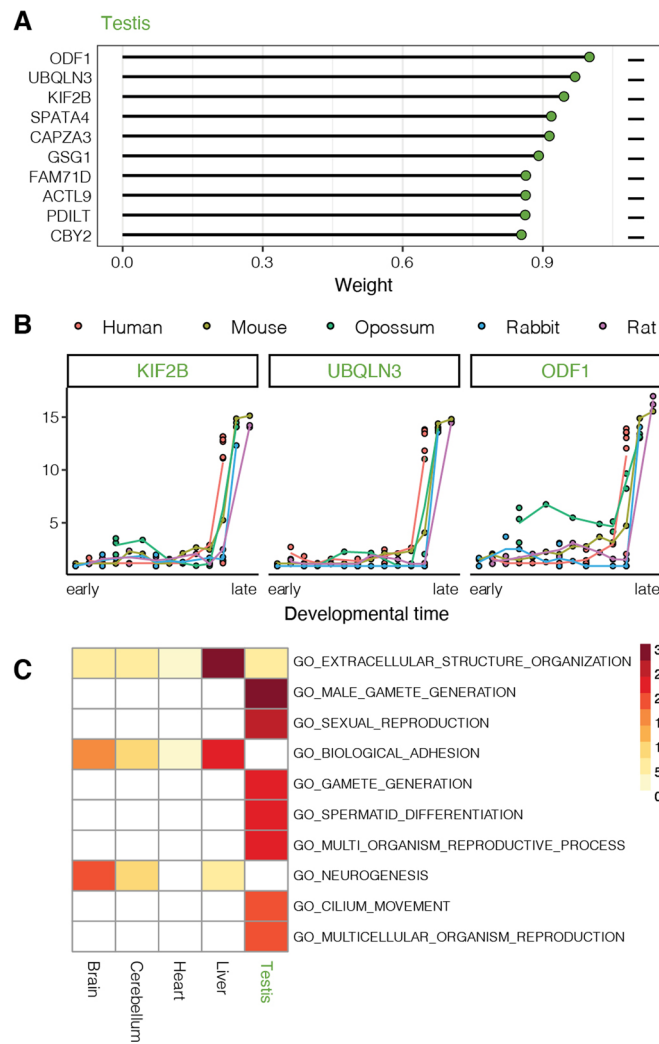 A
Testis
ODF1
UBQLN3
KIF2B
SPATA4
CAPZA3
GSG1
FAM71D
ACTL9
PDILT
CBY2
0.0 0.3 0.6 0.9
Weight
B
Human Mouse Opossum Rabbit Rat
KIF2B UBQLN3 ODF1
15
10
5
early late early late early late
Developmental time
C
GO_EXTRACELLULAR_STRUCTURE_ORGANIZATION
GO_MALE_GAMETE_GENERATION
GO_SEXUAL_REPRODUCTION
GO_BIOLOGICAL_ADHESION
GO_GAMETE_GENERATION
GO_SPERMATID_DIFFERENTIATION
GO_MULTI_ORGANISM_REPRODUCTIVE_PROCESS
GO_NEUROGENESIS
GO_CILIUM_MOVEMENT
GO_MULTICELLULAR_ORGANISM_REPRODUCTION
Brain
Cerebellum
Heart
Liver
Testis